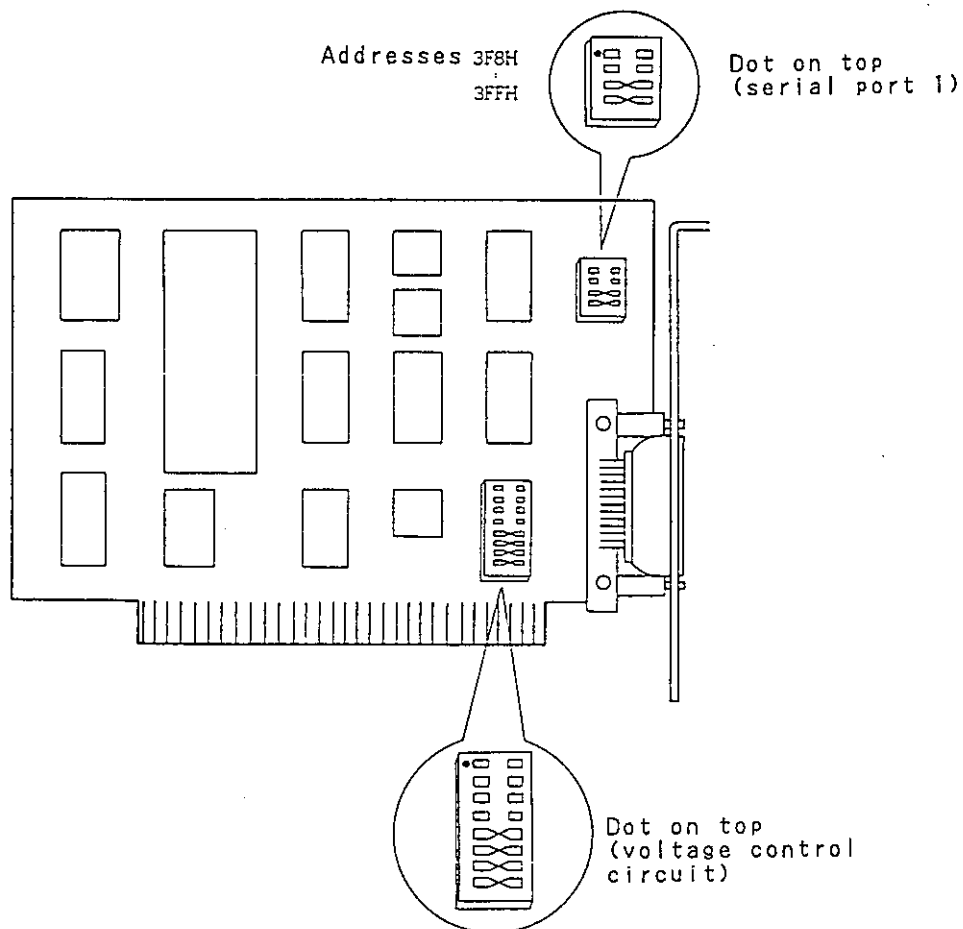 Addresses 3F8H
:
3FFH
Dot on top
(serial port 1)
Dot on top
(voltage control
circuit)